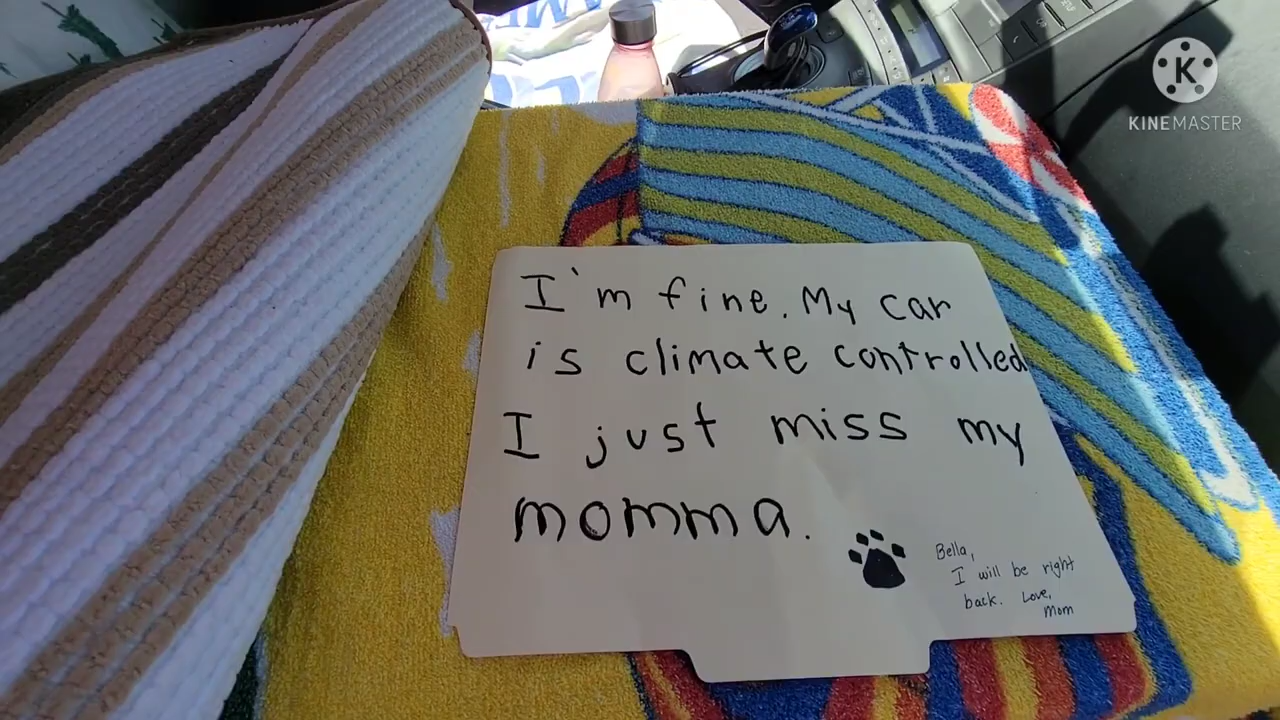 KINEMASTER
I'm fine. My car
is climate controlled
I just miss my
momma.
Bella,
I will be right
back. Love,
Mom